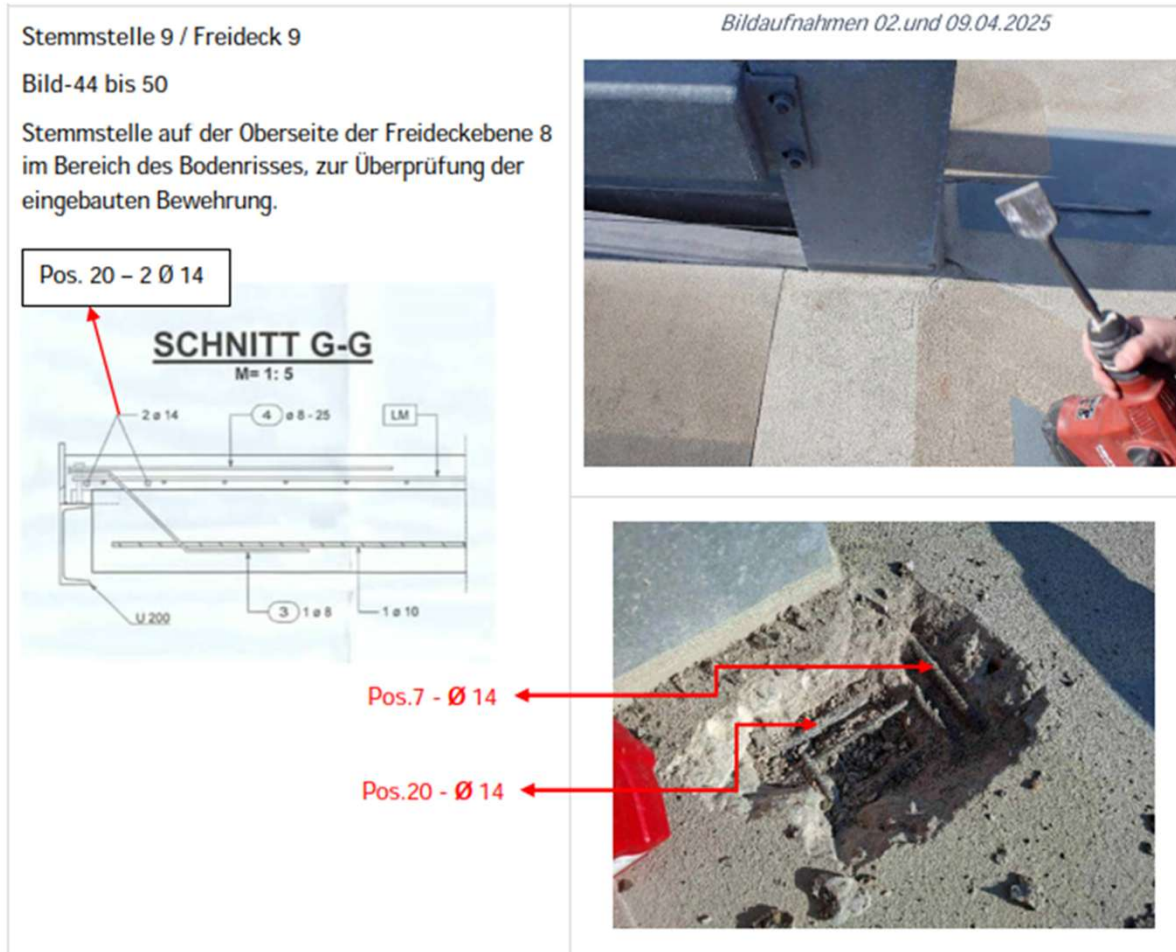 Stemmstelle 9 / Freideck 9
Bild-44 bis 50
Stemmstelle auf der Oberseite der Freideckebene 8
im Bereich des Bodenrisses, zur Überprüfung der
eingebauten Bewehrung.
Pos. 20 – 2 Ø 14
SCHNITT G-G
M= 1: 5
2 ø 14
4 ø 8 - 25
LM
U 200
3 1 ø 8
1 ø 10
Bildaufnahmen 02.und 09.04.2025
Pos.7 - Ø 14
Pos.20 - Ø 14